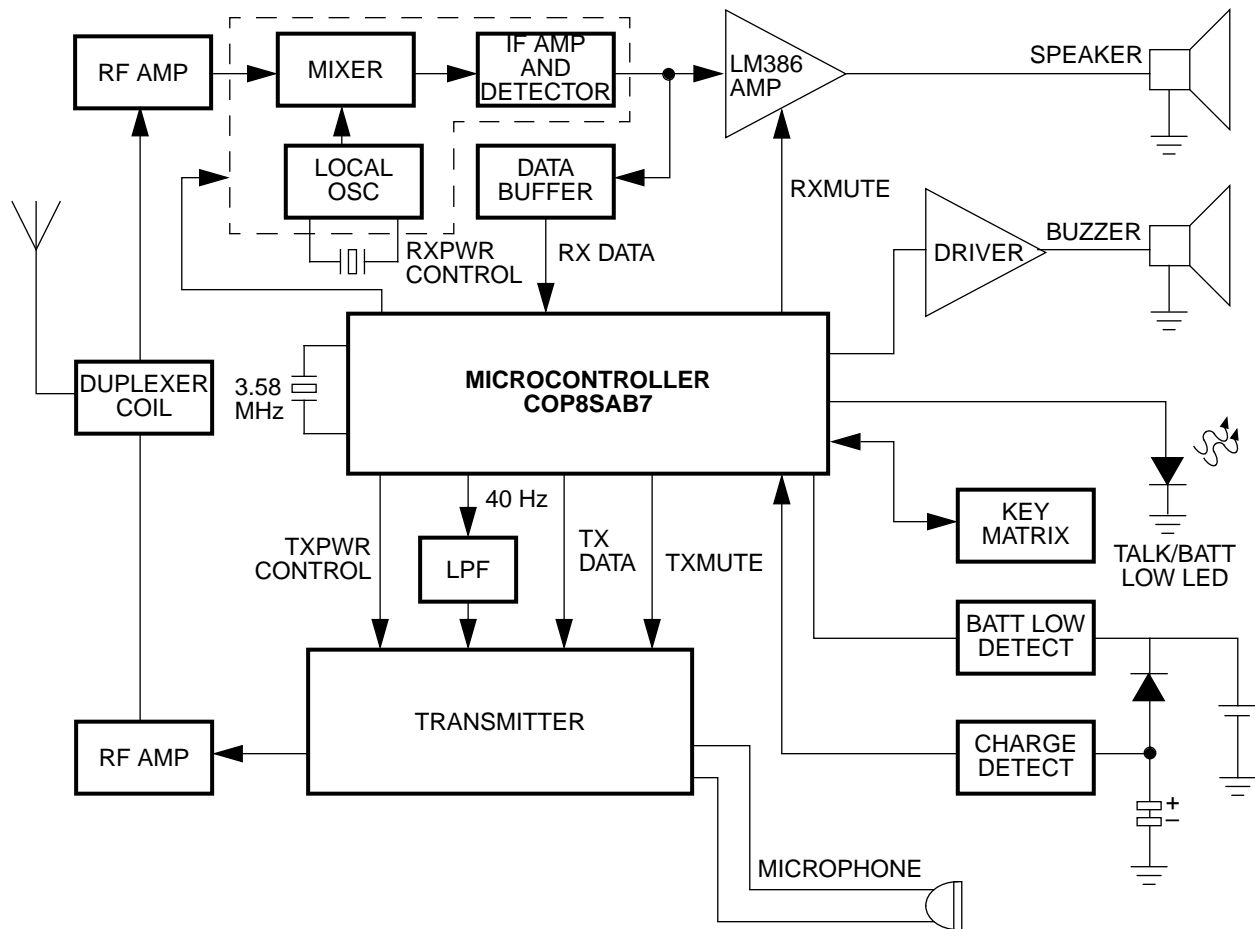 RF AMP
MIXER
IF AMP
AND
DETECTOR
LM386
AMP
SPEAKER
LOCAL
OSC
DATA
BUFFER
RXMUTE
RXPWR
CONTROL
RX DATA
DRIVER
BUZZER
DUPLEXER
COIL
3.58
MHz
MICROCONTROLLER
COP8SAB7
40 Hz
TXPWR
CONTROL
LPF
TX
DATA
TXMUTE
KEY
MATRIX
TALK/BATT
LOW LED
BATT LOW
DETECT
TRANSMITTER
RF AMP
CHARGE
DETECT
+
–
MICROPHONE